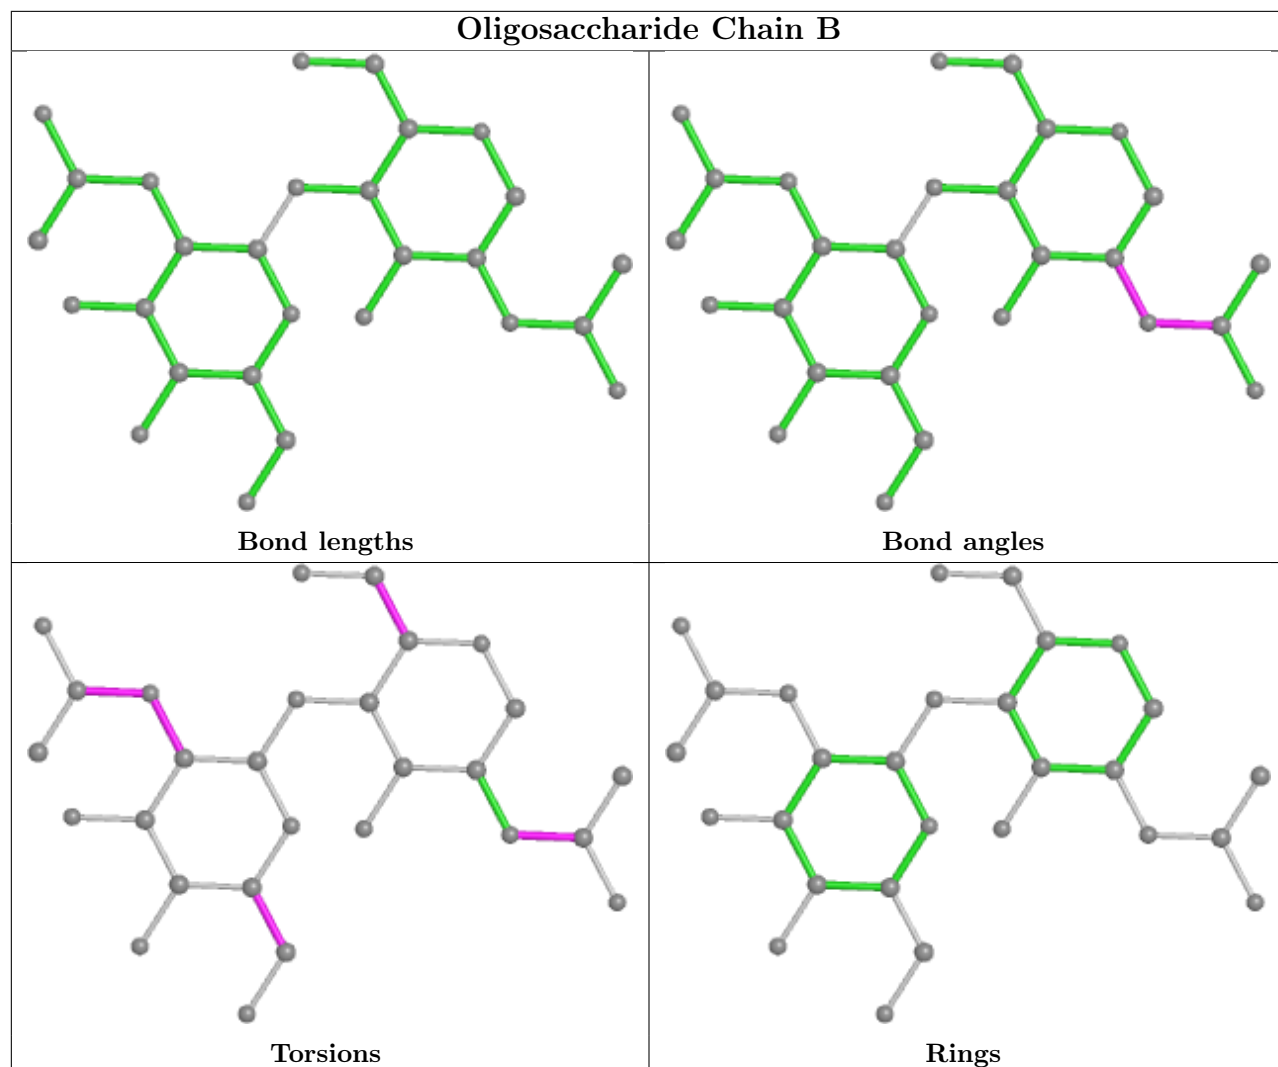 Oligosaccharide Chain B
Bond lengths
Bond angles
Torsions
Rings